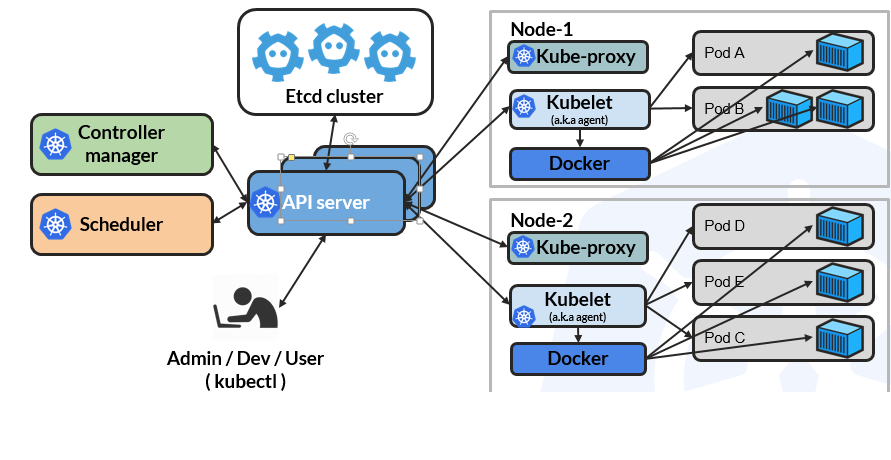 Etcd cluster
Controller
manager
Scheduler
API server
Admin / Dev / User
( kubectl )
Node-1
Kube-proxy
Kubelet
(a.k.a agent)
Docker
Pod A
Pod B
Node-2
Kube-proxy
Kubelet
(a.k.a agent)
Docker
Pod D
Pod E
Pod C